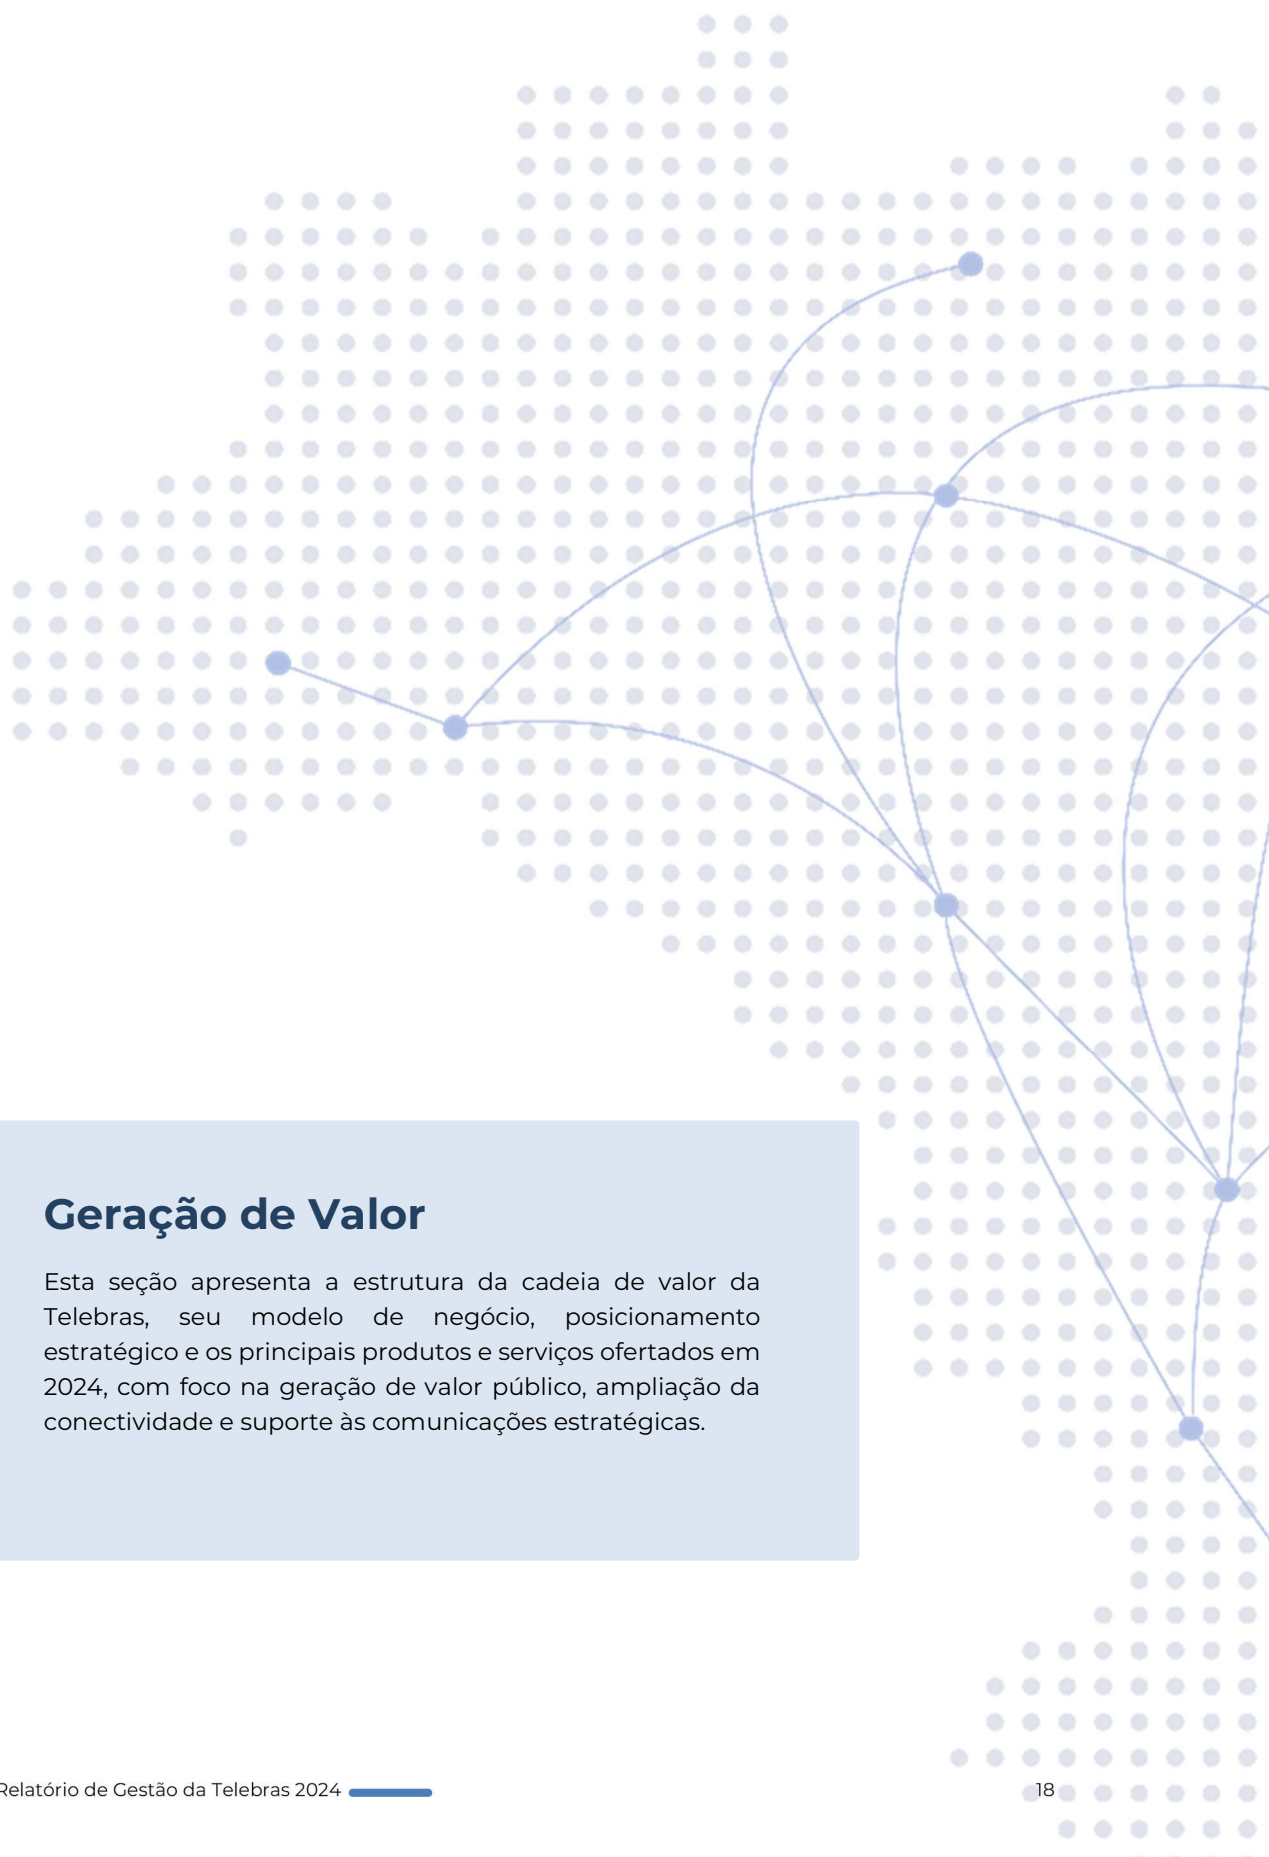 Geração de Valor
Esta seção apresenta a estrutura da cadeia de valor da
Telebras, seu modelo de negócio, posicionamento
estratégico e os principais produtos e serviços ofertados em
2024, com foco na geração de valor público, ampliação da
conectividade e suporte às comunicações estratégicas.
Relatório de Gestão da Telebras 2024
18